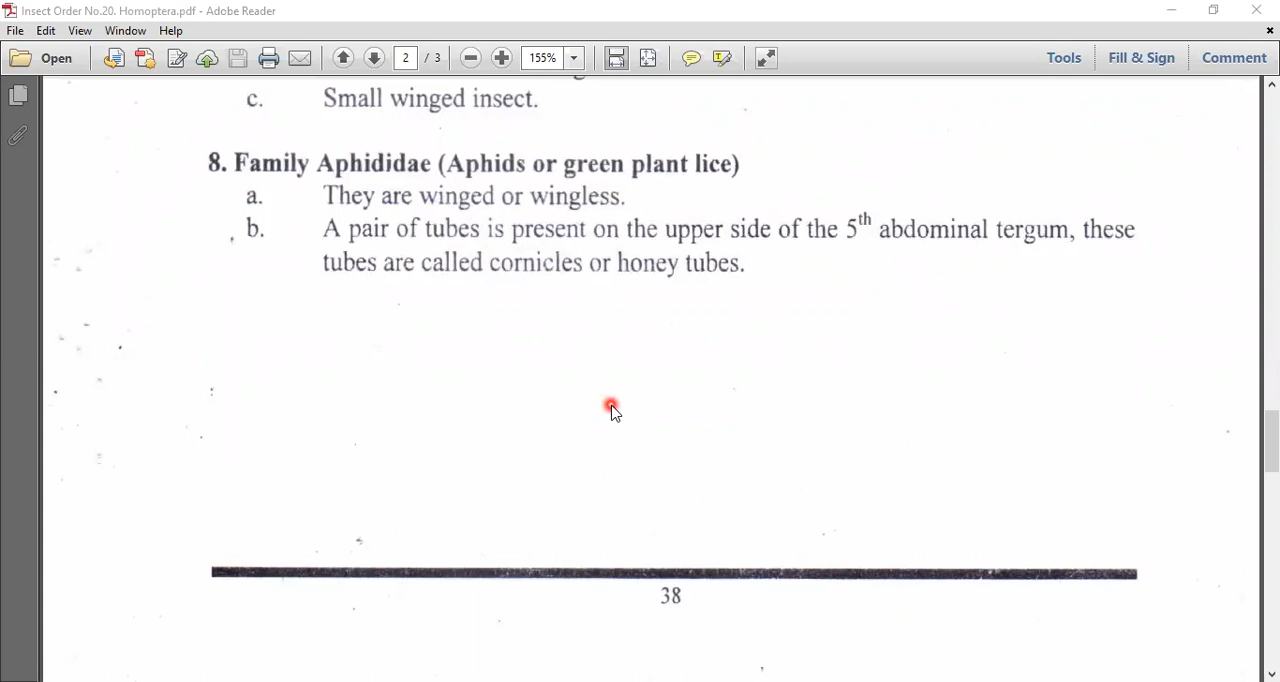 Insect Order No.20. Homoptera.pdf - Adobe Reader
File Edit View Window Help
Open 2 / 3 155% Tools Fill & Sign Comment
c. Small winged insect.
8. Family Aphididae (Aphids or green plant lice)
a. They are winged or wingless.
b. A pair of tubes is present on the upper side of the 5th abdominal tergum, these
tubes are called cornicles or honey tubes.
38